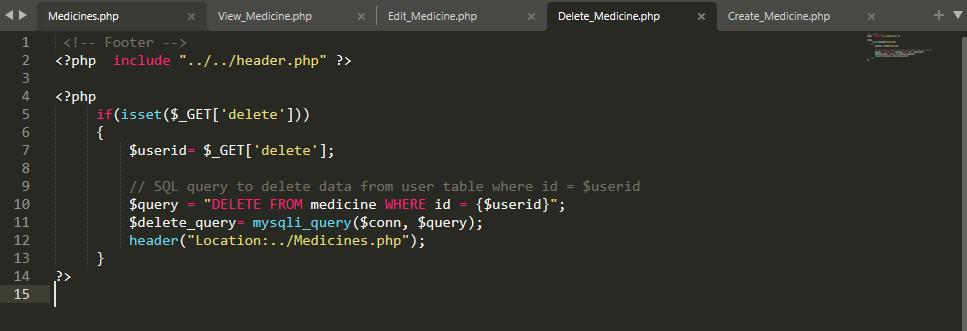 Medicines.php × View_Medicine.php × Edit_Medicine.php × Delete_Medicine.php × Create_Medicine.php × +
1 <!-- Footer -->
2 <?php  include "../../header.php" ?>
3
4 <?php
5 if(isset($_GET['delete']))
6 {
7 $userid= $_GET['delete'];
8
9 // SQL query to delete data from user table where id = $userid
10 $query = "DELETE FROM medicine WHERE id = {$userid}";
11 $delete_query= mysqli_query($conn, $query);
12 header("Location:../Medicines.php");
13 }
14 ?>
15